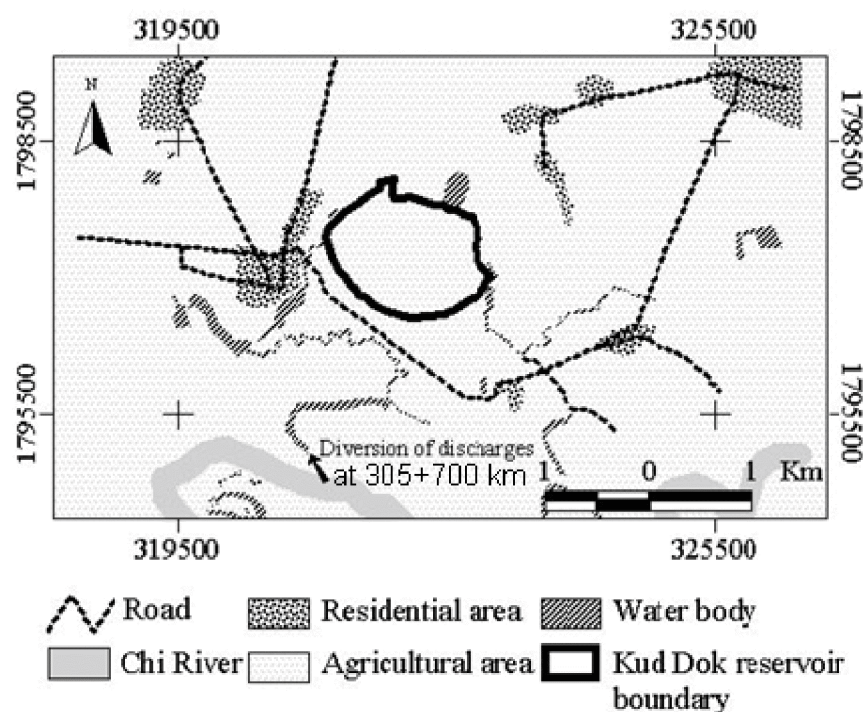 319500 325500
N
1798500 1798500
1795500 1795500
Diversion of discharges
at 305+700 km
1 0 1 Km
319500 325500
Road Residential area Water body
Chi River Agricultural area Kud Dok reservoir
boundary